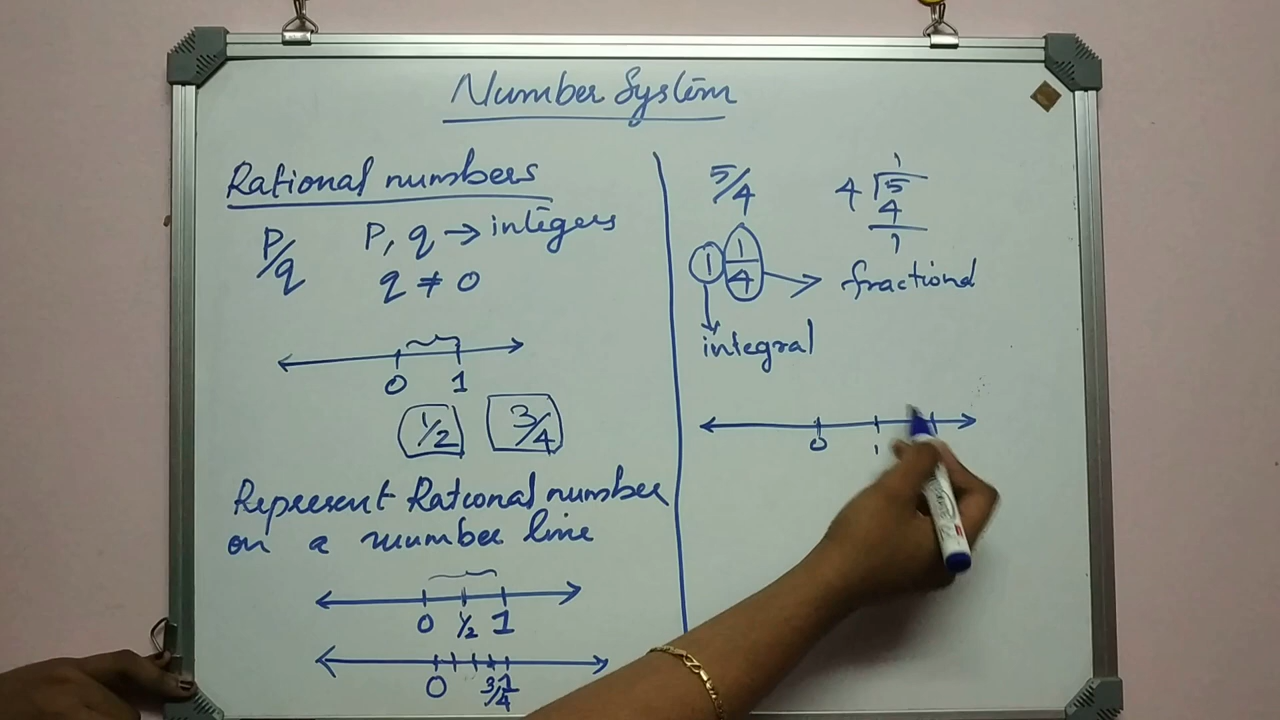 Number System
Rational numbers
P/q P, q → integers
q ≠ 0
0 1
1/2 3/4
Represent Rational number
on a number line
0 1/2 1
0 3/4 1
5/4
1
4 5
4
1
1 1/4 → fractional
integral
0 1